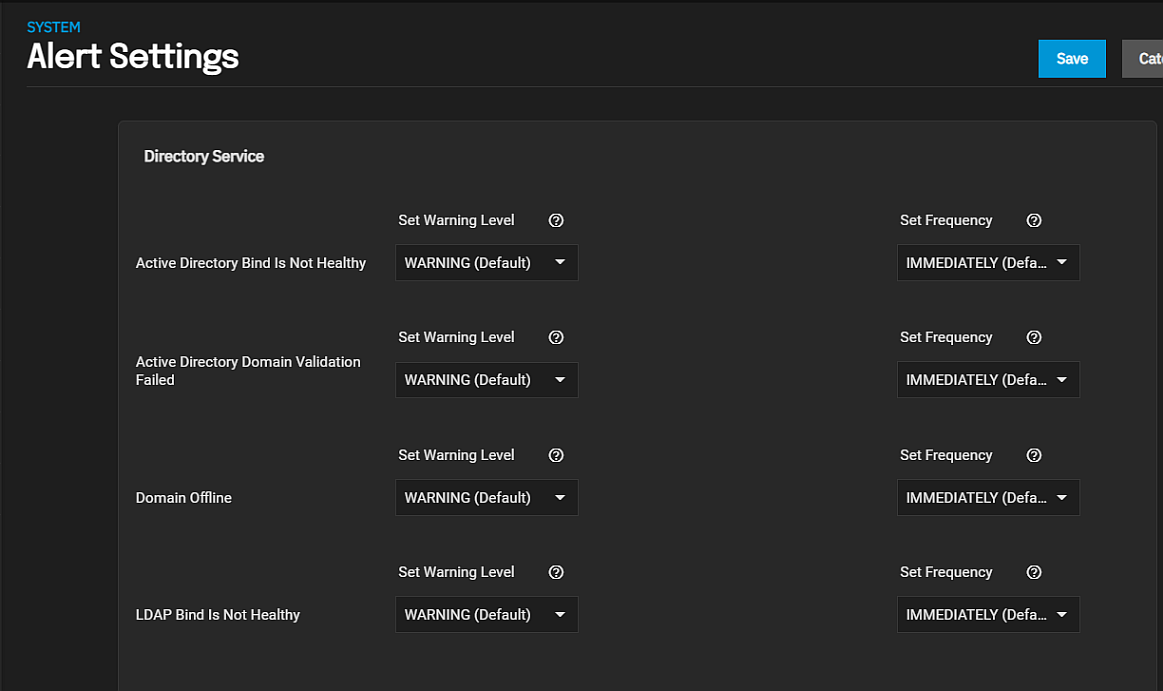 SYSTEM
Alert Settings
Save
Cate
Directory Service
Set Warning Level
Set Frequency
Active Directory Bind Is Not Healthy
WARNING (Default)
IMMEDIATELY (Defa...
Set Warning Level
Set Frequency
Active Directory Domain Validation
Failed
WARNING (Default)
IMMEDIATELY (Defa...
Set Warning Level
Set Frequency
Domain Offline
WARNING (Default)
IMMEDIATELY (Defa...
Set Warning Level
Set Frequency
LDAP Bind Is Not Healthy
WARNING (Default)
IMMEDIATELY (Defa...